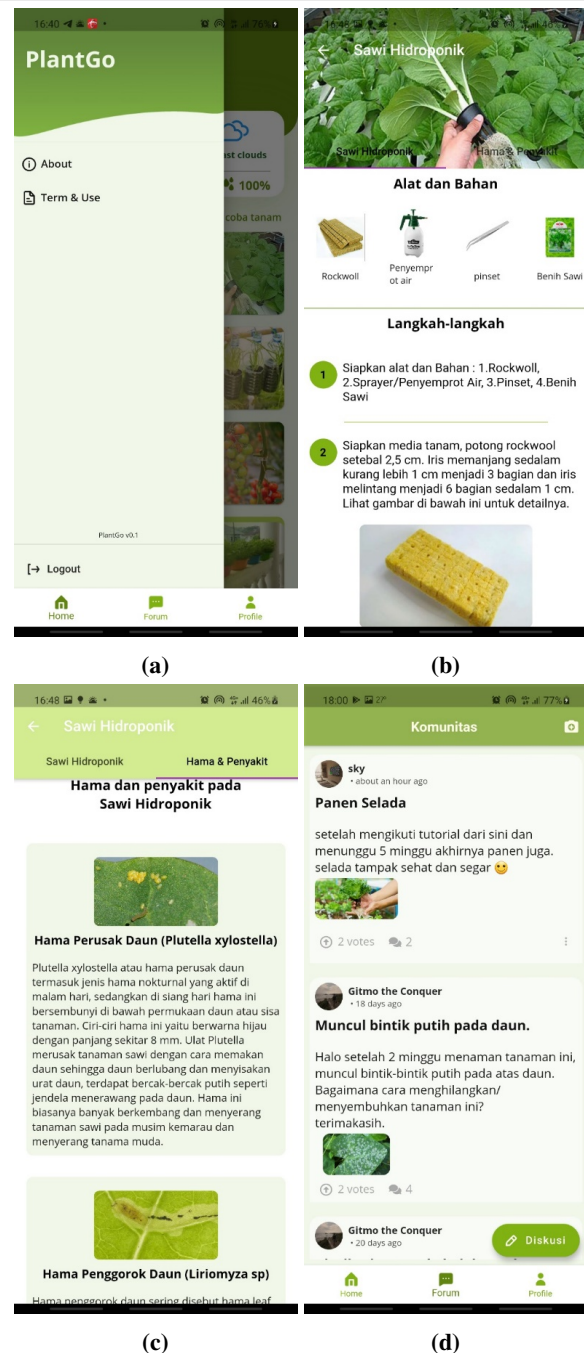 16:40
76%
PlantGo
About
Term & Use
st clouds
100%
coba tanam
PlantGo v0.1
Logout
Home
Forum
Profile
(a)
46%
Sawi Hidroponik
Sawi Hidroponik
Hama & Penyakit
Alat dan Bahan
Rockwoll
Penyempr
ot air
pinset
Benih Sawi
Langkah-langkah
1
Siapkan alat dan Bahan : 1.Rockwoll,
2.Sprayer/Penyemprot Air, 3.Pinset, 4.Benih
Sawi
2
Siapkan media tanam, potong rockwool
setebal 2,5 cm. Iris memanjang sedalam
kurang lebih 1 cm menjadi 3 bagian dan iris
melintang menjadi 6 bagian sedalam 1 cm.
Lihat gambar di bawah ini untuk detailnya.
(b)
16:48
46%
Sawi Hidroponik
Sawi Hidroponik
Hama & Penyakit
Hama dan penyakit pada
Sawi Hidroponik
Hama Perusak Daun (Plutella xylostella)
Plutella xylostella atau hama perusak daun
termasuk jenis hama nokturnal yang aktif di
malam hari, sedangkan di siang hari hama ini
bersembunyi di bawah permukaan daun atau sisa
tanaman. Ciri-ciri hama ini yaitu berwarna hijau
dengan panjang sekitar 8 mm. Ulat Plutella
merusak tanaman sawi dengan cara memakan
daun sehingga daun berlubang dan menyisakan
urat daun, terdapat bercak-bercak putih seperti
jendela menerawang pada daun. Hama ini
biasanya banyak berkembang dan menyerang
tanaman sawi pada musim kemarau dan
menyerang tanama muda.
Hama Penggorok Daun (Liriomyza sp)
Hama penggorok daun sering disebut hama leaf
(c)
18:00
27°
77%
Komunitas
sky
• about an hour ago
Panen Selada
setelah mengikuti tutorial dari sini dan
menunggu 5 minggu akhirnya panen juga.
selada tampak sehat dan segar 🙂
2 votes
2
Gitmo the Conquer
• 18 days ago
Muncul bintik putih pada daun.
Halo setelah 2 minggu menaman tanaman ini,
muncul bintik-bintik putih pada atas daun.
Bagaimana cara menghilangkan/
menyembuhkan tanaman ini?
terimakasih.
2 votes
4
Gitmo the Conquer
• 20 days ago
Diskusi
Home
Forum
Profile
(d)